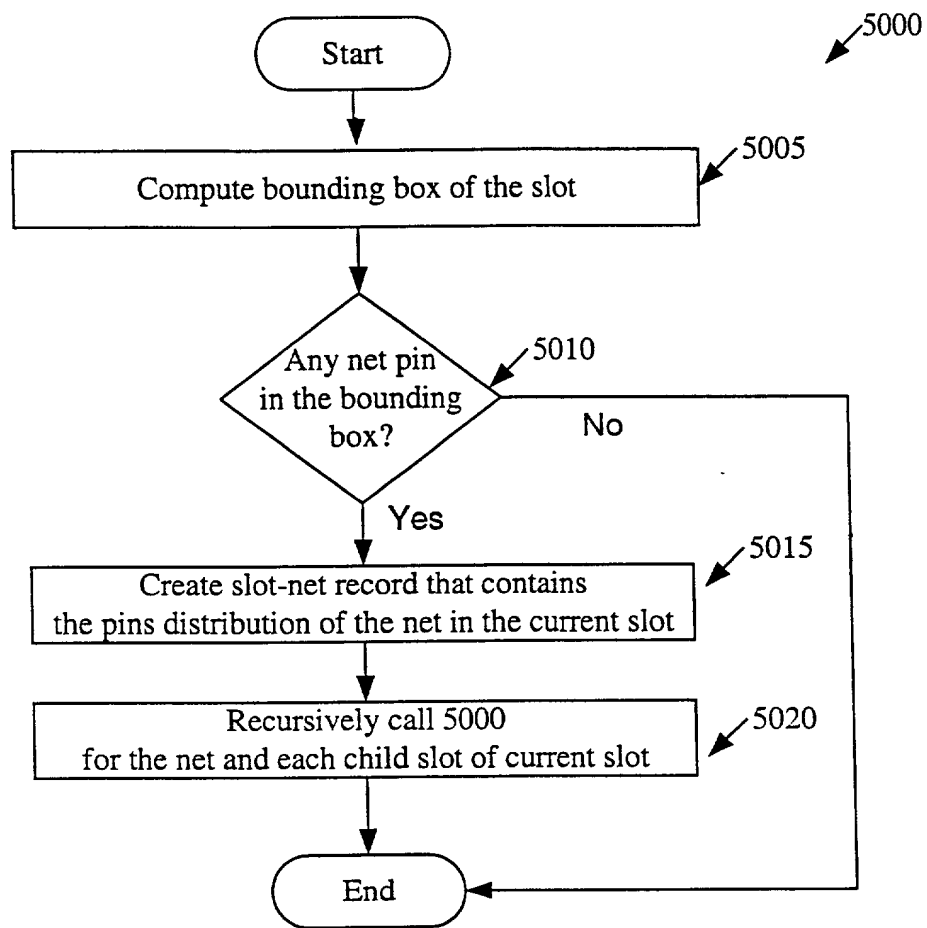 5000
Start
5005
Compute bounding box of the slot
5010
Any net pin
in the bounding
box?
No
Yes
5015
Create slot-net record that contains
the pins distribution of the net in the current slot
5020
Recursively call 5000
for the net and each child slot of current slot
End